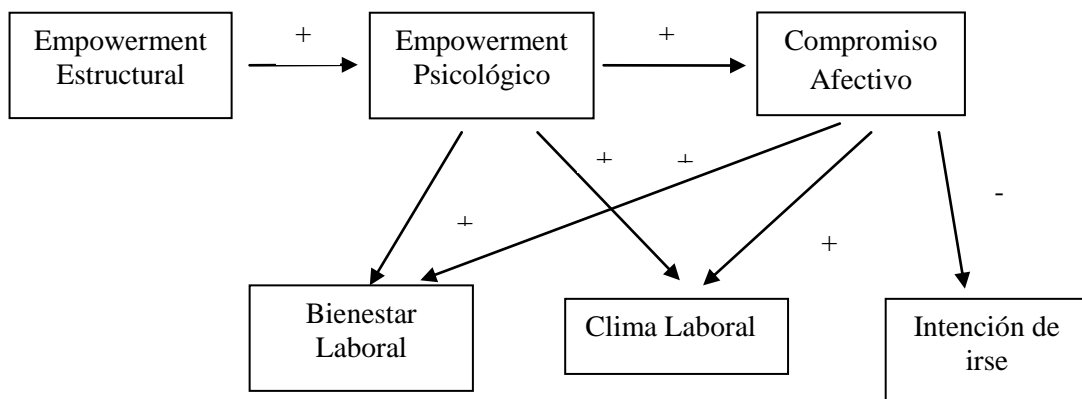 Empowerment
Estructural
+
Empowerment
Psicológico
+
Compromiso
Afectivo
+
+
+
+
-
Bienestar
Laboral
Clima Laboral
Intención de
irse